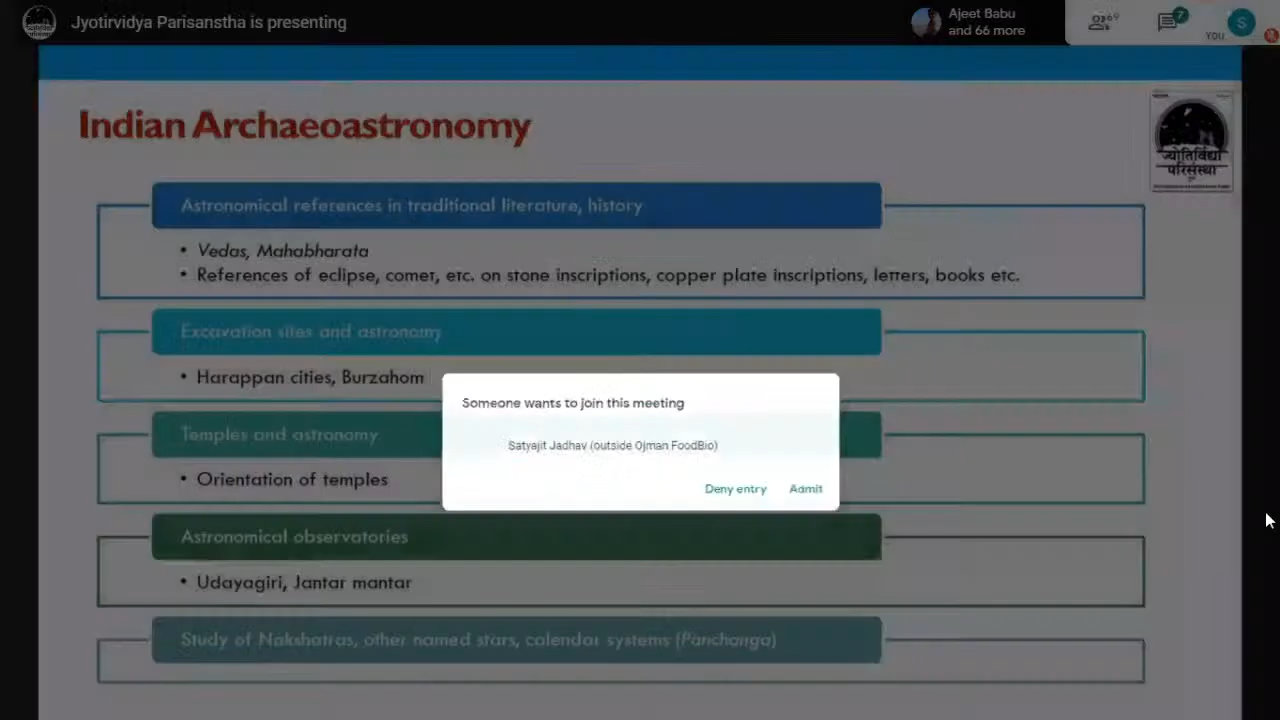 Jyotirvidya Parisanstha is presenting
Ajeet Babu
and 66 more
69
7
You
S
Indian Archaeoastronomy
ज्योतिर्विद्या
परिसंस्था
Astronomical references in traditional literature, history
• Vedas, Mahabharata
• References of eclipse, comet, etc. on stone inscriptions, copper plate inscriptions, letters, books etc.
Excavation sites and astronomy
• Harappan cities, Burzahom
Someone wants to join this meeting
Satyajit Jadhav (outside Ojman FoodBio)
Deny entry
Admit
Temples and astronomy
• Orientation of temples
Astronomical observatories
• Udayagiri, Jantar mantar
Study of Nakshatras, other named stars, calendar systems (Panchanga)